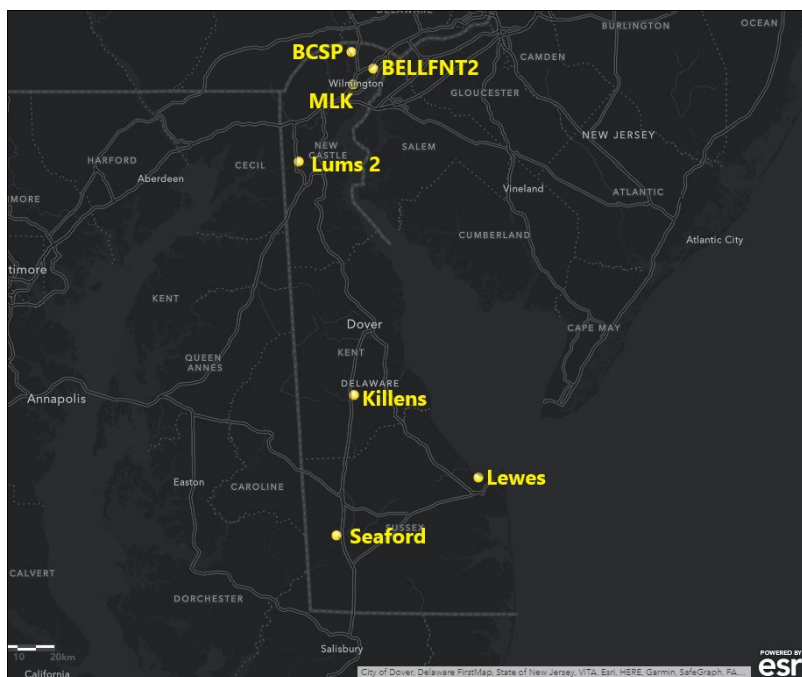 DELAWARE
BURLINGTON
OCEAN
BCSP
BELLFNT2
CAMDEN
Wilmington
MLK
GLOUCESTER
NEW JERSEY
NEW
CASTLE
HARFORD
CECIL
Lums 2
SALEM
Aberdeen
Vineland
ATLANTIC
IMORE
CUMBERLAND
Atlantic City
timore
KENT
Dover
CAPE MAY
KENT
QUEEN
ANNES
DELAWARE
Annapolis
Killens
Easton
CAROLINE
Lewes
SUSSEX
Seaford
CALVERT
DORCHESTER
Salisbury
10 20km
California
POWERED BY
esr
City of Dover, Delaware FirstMap, State of New Jersey, VITA, Esri, HERE, Garmin, SafeGraph, FA...